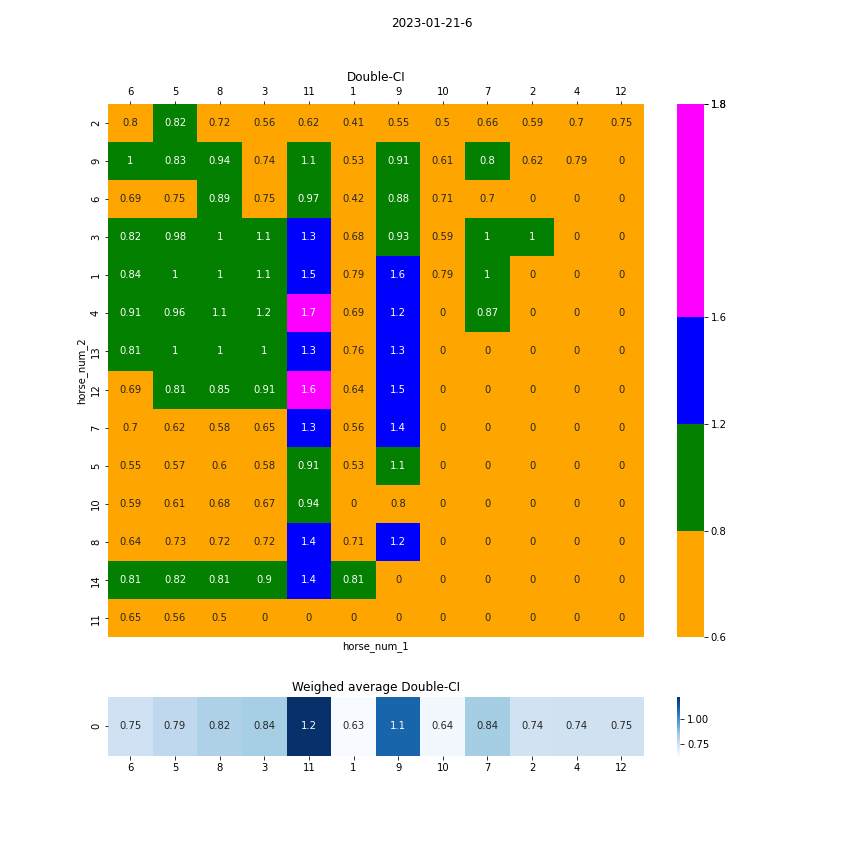 2023-01-21-6
Double-CI
6 5 8 3 11 1 9 10 7 2 4 12
2 0.8 0.82 0.72 0.56 0.62 0.41 0.55 0.5 0.66 0.59 0.7 0.75
9 1 0.83 0.94 0.74 1.1 0.53 0.91 0.61 0.8 0.62 0.79 0
6 0.69 0.75 0.89 0.75 0.97 0.42 0.88 0.71 0.7 0 0 0
3 0.82 0.98 1 1.1 1.3 0.68 0.93 0.59 1 1 0 0
1 0.84 1 1 1.1 1.5 0.79 1.6 0.79 1 0 0 0
4 0.91 0.96 1.1 1.2 1.7 0.69 1.2 0 0.87 0 0 0
13 0.81 1 1 1 1.3 0.76 1.3 0 0 0 0 0
12 0.69 0.81 0.85 0.91 1.6 0.64 1.5 0 0 0 0 0
7 0.7 0.62 0.58 0.65 1.3 0.56 1.4 0 0 0 0 0
5 0.55 0.57 0.6 0.58 0.91 0.53 1.1 0 0 0 0 0
10 0.59 0.61 0.68 0.67 0.94 0 0.8 0 0 0 0 0
8 0.64 0.73 0.72 0.72 1.4 0.71 1.2 0 0 0 0 0
14 0.81 0.82 0.81 0.9 1.4 0.81 0 0 0 0 0 0
11 0.65 0.56 0.5 0 0 0 0 0 0 0 0 0
horse_num_2
horse_num_1
1.8
1.6
1.2
0.8
0.6
Weighed average Double-CI
0 0.75 0.79 0.82 0.84 1.2 0.63 1.1 0.64 0.84 0.74 0.74 0.75
6 5 8 3 11 1 9 10 7 2 4 12
1.00
0.75